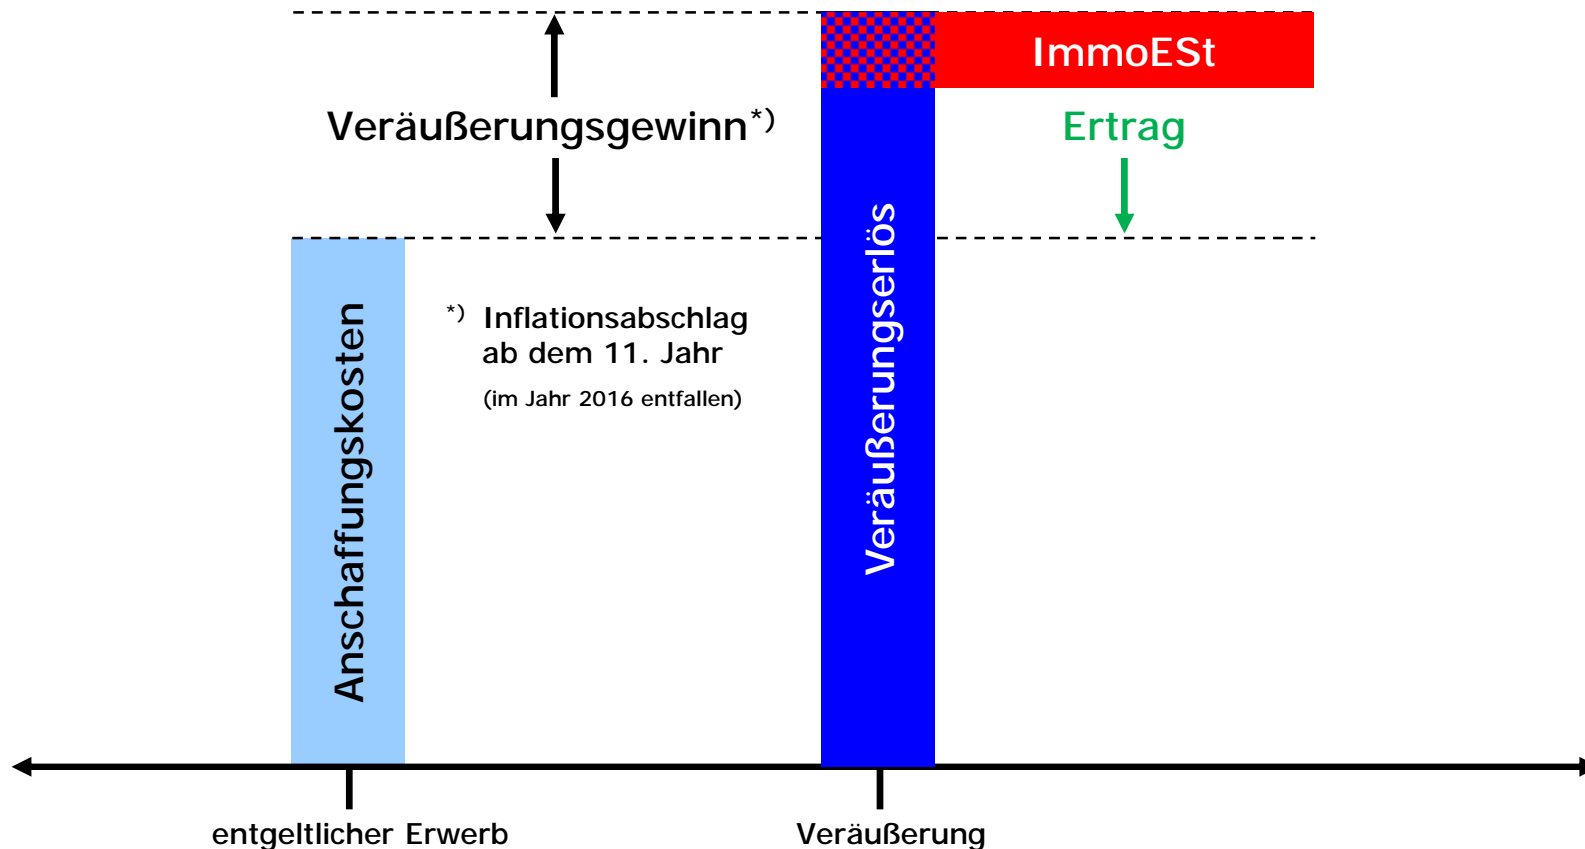 ImmoESt
Veräußerungsgewinn*)
Ertrag
Anschaffungskosten
*) Inflationsabschlag
ab dem 11. Jahr
(im Jahr 2016 entfallen)
Veräußerungserlös
entgeltlicher Erwerb
Veräußerung